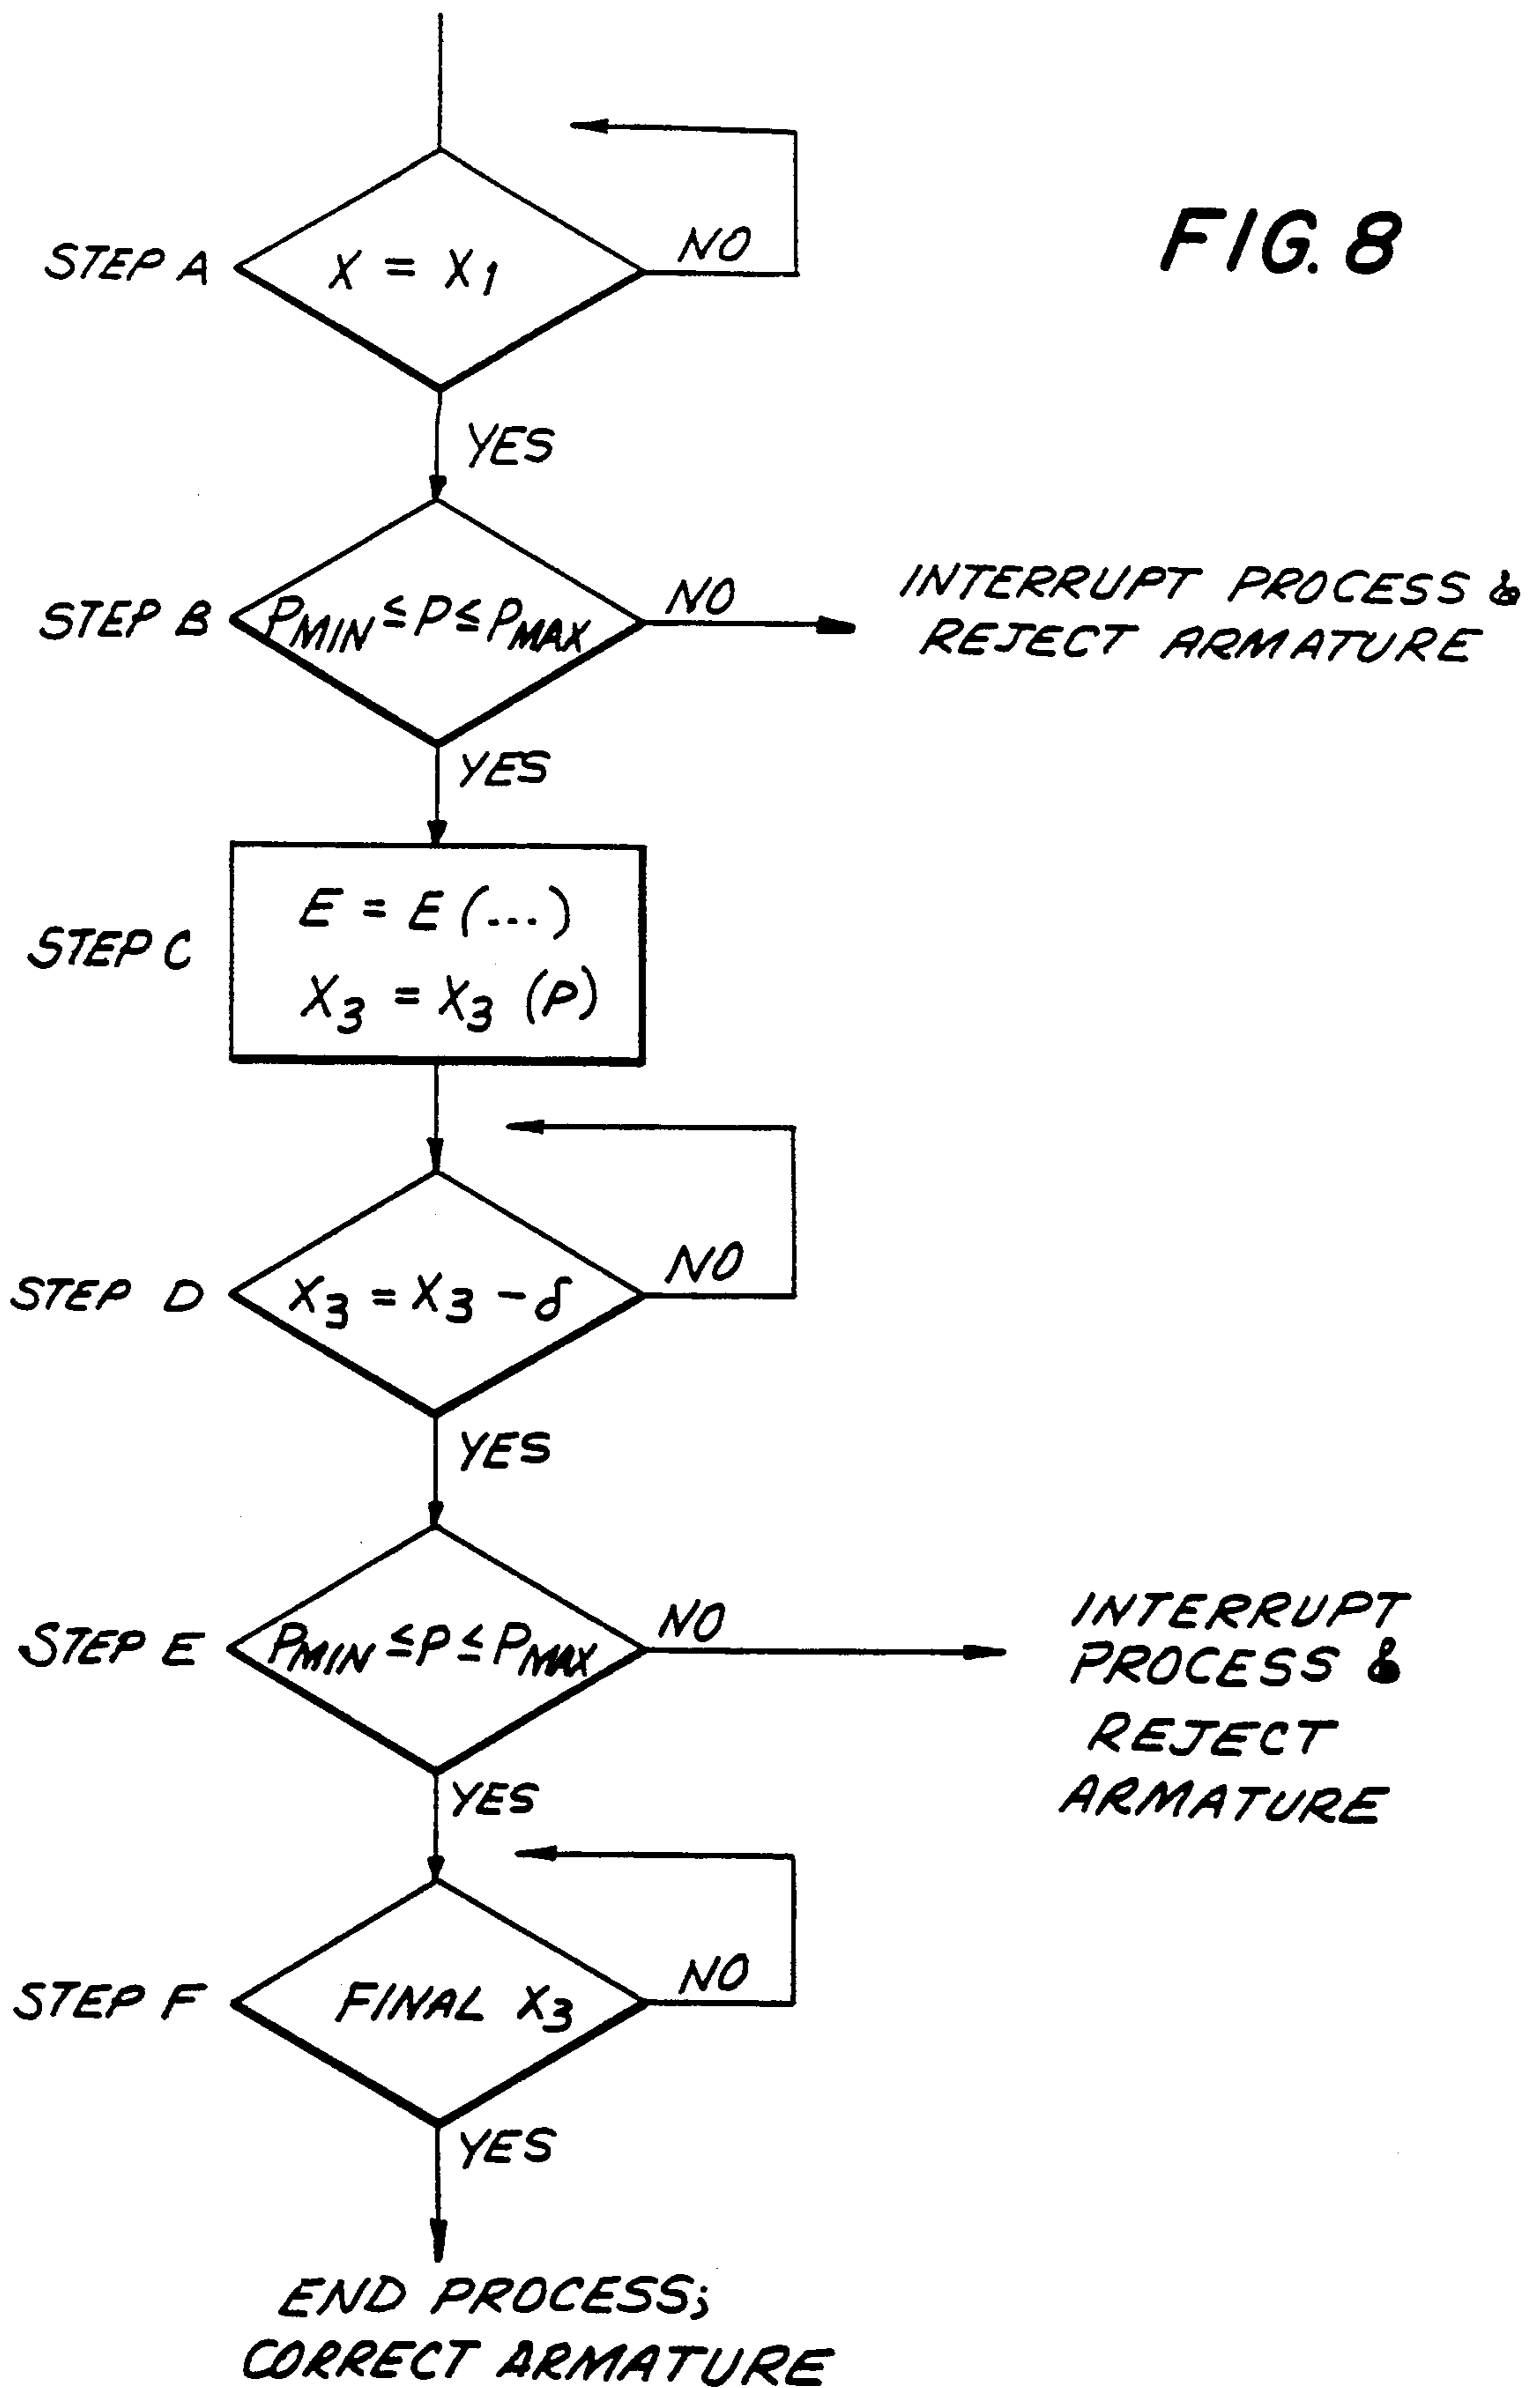 FIG. 8
STEP A
X = X1
NO
YES
STEP B
PMIN ≤ P ≤ PMAX
NO
INTERRUPT PROCESS &
REJECT ARMATURE
YES
STEP C
E = E (...)
X3 = X3 (P)
STEP D
X3 = X3 - δ
NO
YES
STEP E
PMIN ≤ P ≤ PMAX
NO
INTERRUPT
PROCESS &
REJECT
ARMATURE
YES
STEP F
FINAL X3
NO
YES
END PROCESS;
CORRECT ARMATURE